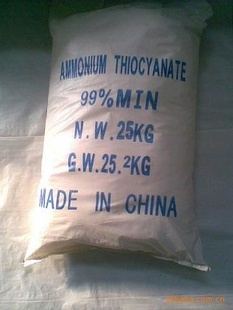 AMMONIUM THIOCYANATE
99% MIN
N.W.25KG
G.W.25.2KG
MADE IN CHINA